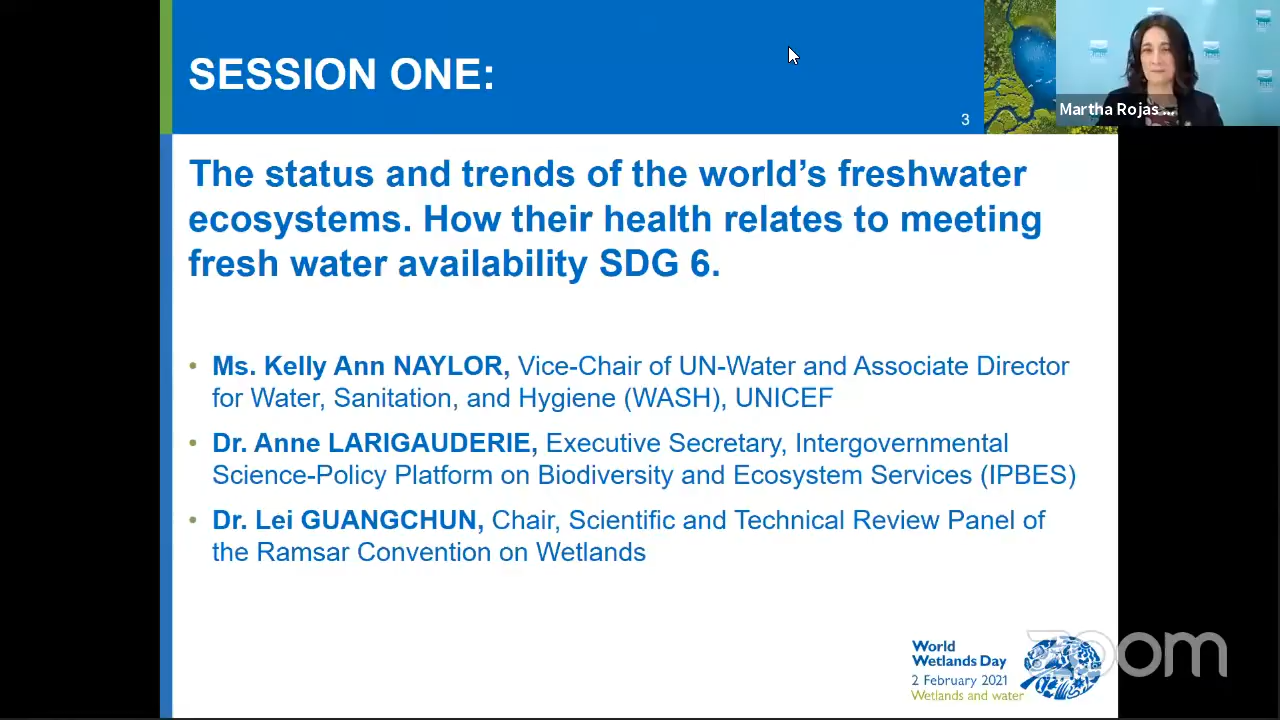 SESSION ONE:
3
Martha Rojas ...
The status and trends of the world’s freshwater
ecosystems. How their health relates to meeting
fresh water availability SDG 6.
• Ms. Kelly Ann NAYLOR, Vice-Chair of UN-Water and Associate Director
for Water, Sanitation, and Hygiene (WASH), UNICEF
• Dr. Anne LARIGAUDERIE, Executive Secretary, Intergovernmental
Science-Policy Platform on Biodiversity and Ecosystem Services (IPBES)
• Dr. Lei GUANGCHUN, Chair, Scientific and Technical Review Panel of
the Ramsar Convention on Wetlands
World
Wetlands Day
2 February 2021
Wetlands and water
zoom